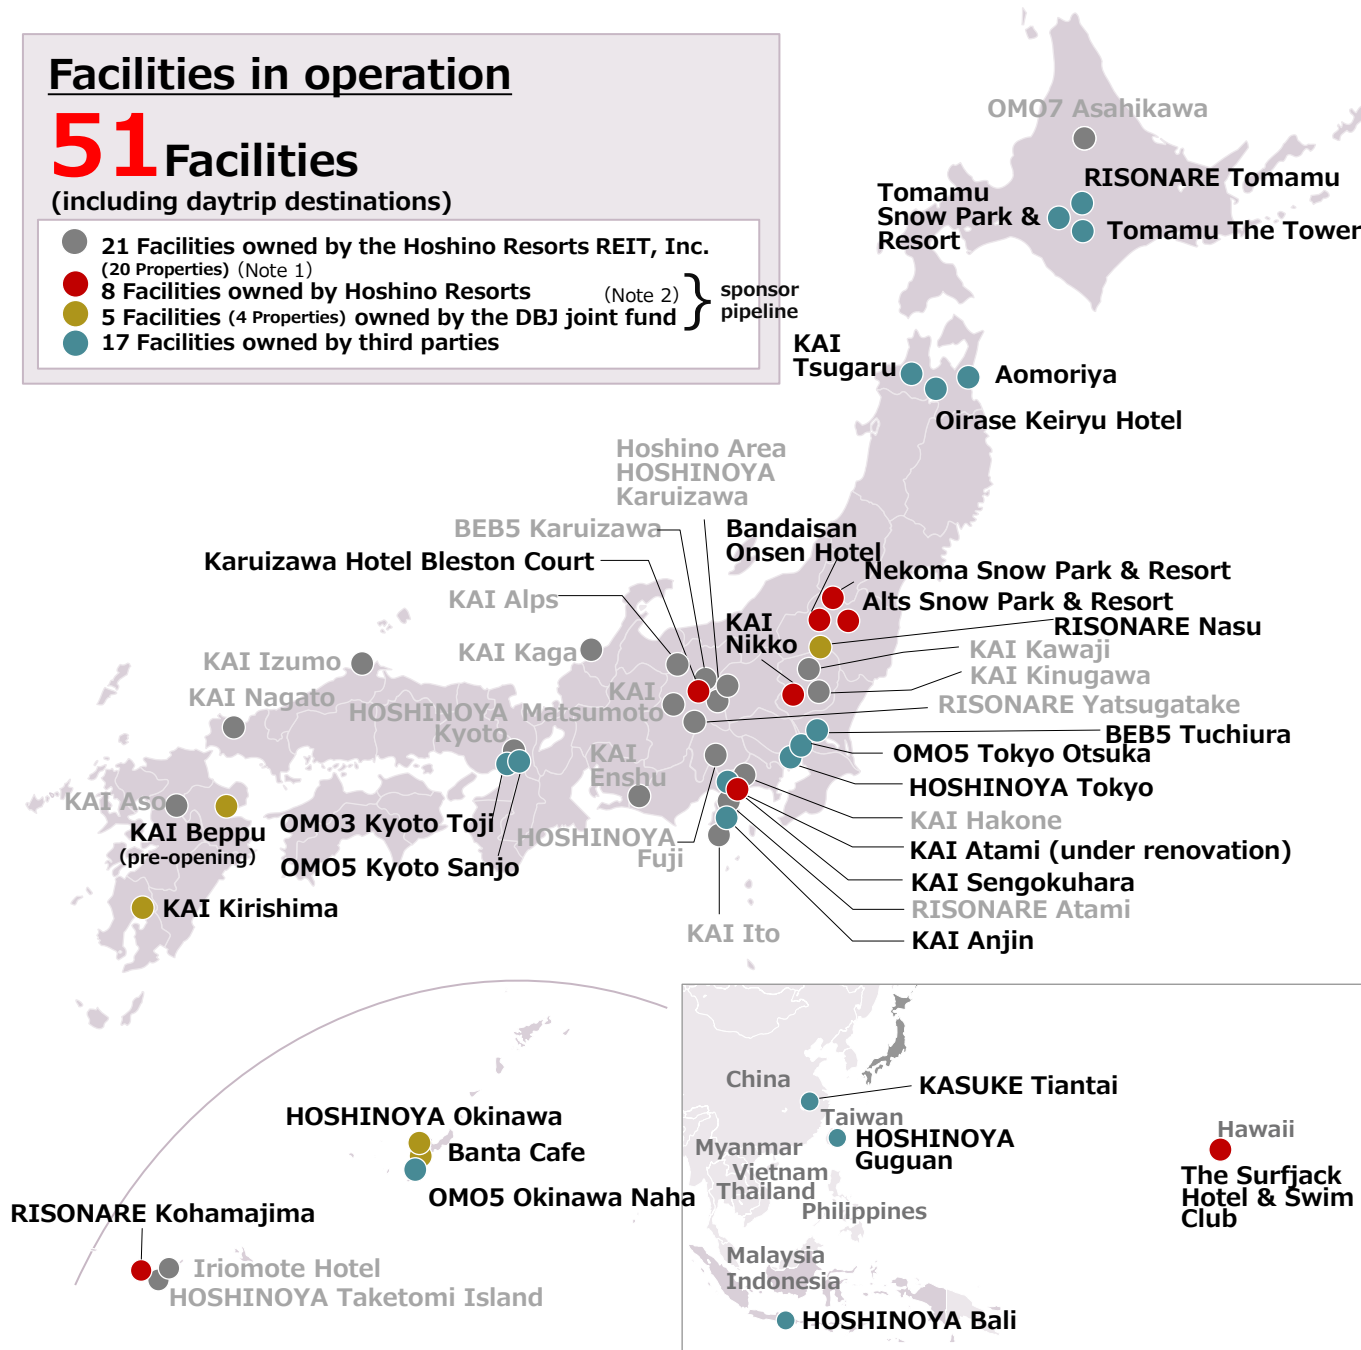 Facilities in operation
51 Facilities
(including daytrip destinations)
21 Facilities owned by the Hoshino Resorts REIT, Inc.
(20 Properties) (Note 1)
8 Facilities owned by Hoshino Resorts
5 Facilities (4 Properties) owned by the DBJ joint fund
(Note 2)
sponsor
pipeline
17 Facilities owned by third parties
OMO7 Asahikawa
RISONARE Tomamu
Tomamu
Snow Park &
Resort
Tomamu The Tower
KAI
Tsugaru
Aomoriya
Oirase Keiryu Hotel
Hoshino Area
HOSHINOYA
Karuizawa
BEB5 Karuizawa
Karuizawa Hotel Bleston Court
KAI Alps
Bandaisan
Onsen Hotel
Nekoma Snow Park & Resort
Alts Snow Park & Resort
KAI
Nikko
RISONARE Nasu
KAI Kawaji
KAI Kinugawa
RISONARE Yatsugatake
KAI Kaga
KAI Izumo
KAI Nagato
KAI
Matsumoto
HOSHINOYA
Kyoto
KAI
Enshu
BEB5 Tuchiura
OMO5 Tokyo Otsuka
HOSHINOYA Tokyo
KAI Aso
KAI Beppu
(pre-opening)
OMO3 Kyoto Toji
OMO5 Kyoto Sanjo
HOSHINOYA
Fuji
KAI Hakone
KAI Atami (under renovation)
KAI Sengokuhara
RISONARE Atami
KAI Anjin
KAI Ito
KAI Kirishima
HOSHINOYA Okinawa
Banta Cafe
OMO5 Okinawa Naha
RISONARE Kohamajima
Iriomote Hotel
HOSHINOYA Taketomi Island
China
KASUKE Tiantai
Taiwan
HOSHINOYA
Guguan
Myanmar
Vietnam
Thailand
Philippines
Malaysia
Indonesia
HOSHINOYA Bali
Hawaii
The Surfjack
Hotel & Swim
Club